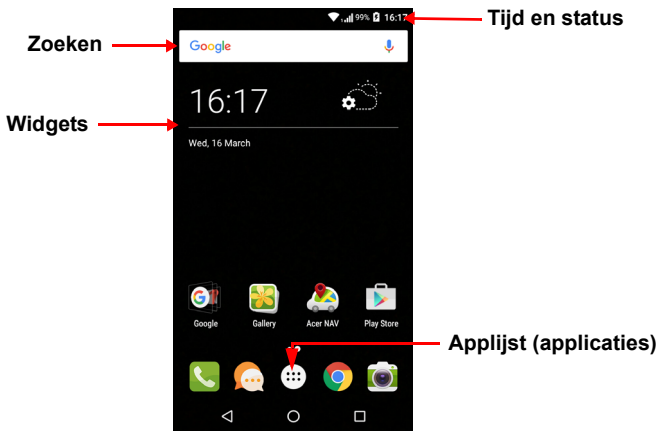 99% 16:17
Tijd en status
Zoeken
Google
16:17
Widgets
Wed, 16 March
Google Gallery Acer NAV Play Store
Applijst (applicaties)